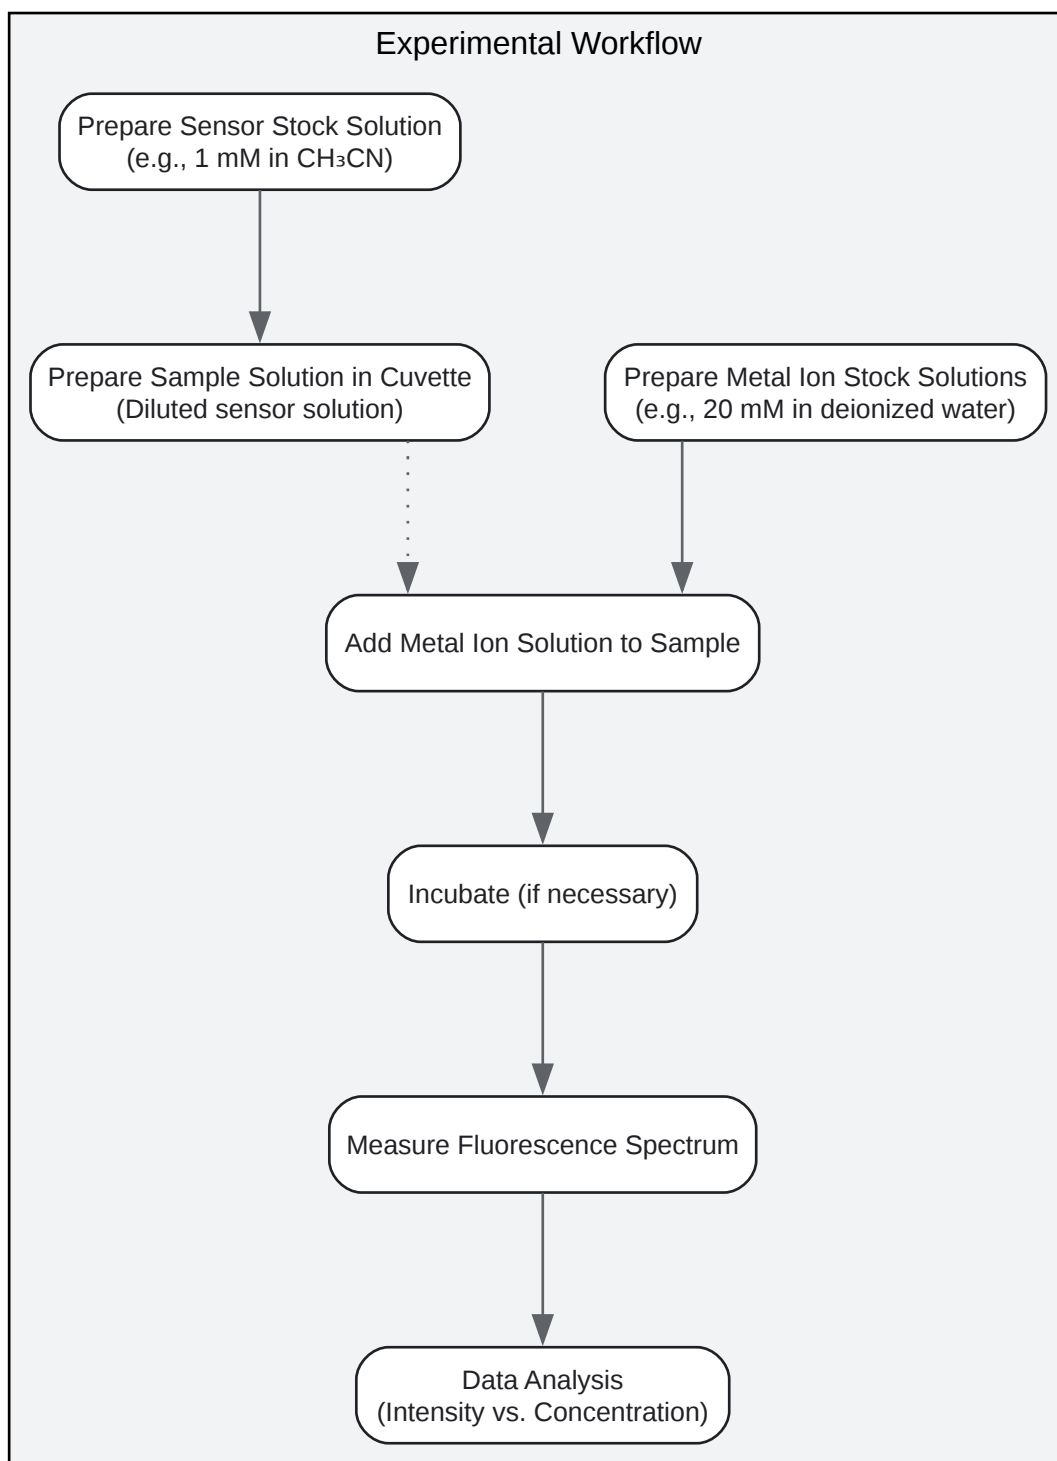 Experimental Workflow
Prepare Sensor Stock Solution
(e.g., 1 mM in CH₃CN)
Prepare Sample Solution in Cuvette
(Diluted sensor solution)
Prepare Metal Ion Stock Solutions
(e.g., 20 mM in deionized water)
Add Metal Ion Solution to Sample
Incubate (if necessary)
Measure Fluorescence Spectrum
Data Analysis
(Intensity vs. Concentration)